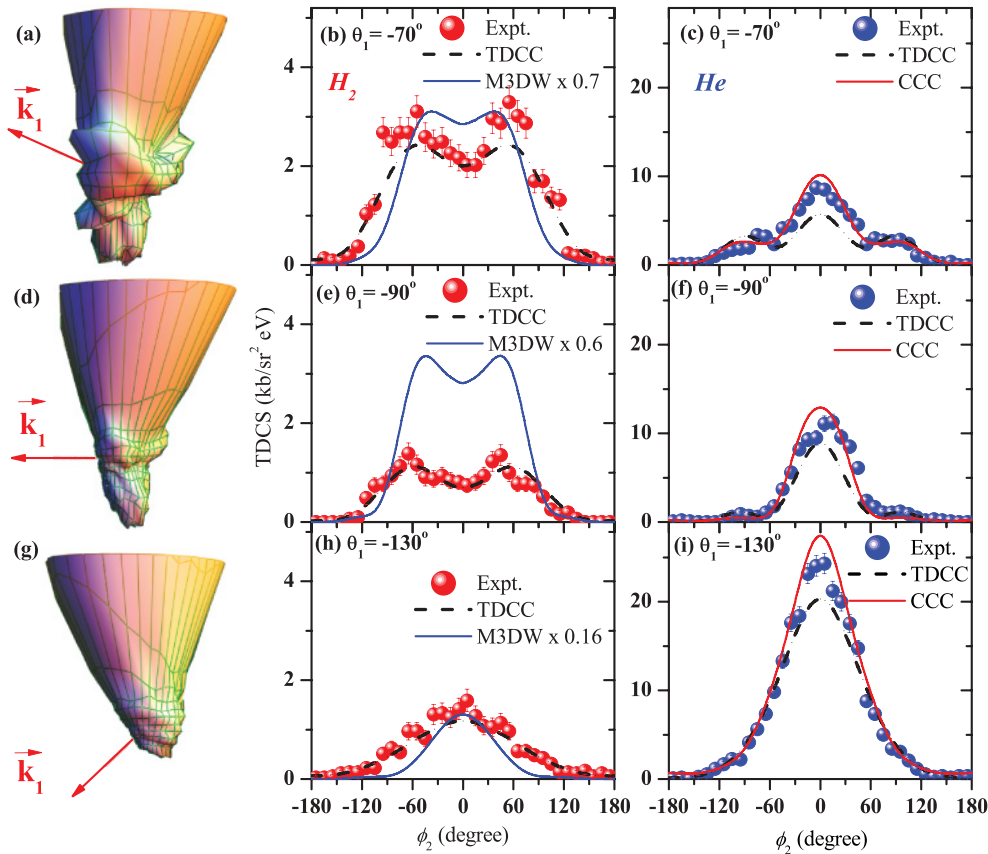 (a)
k₁
(b) θ₁ = -70°
H₂
Expt.
TDCC
M3DW x 0.7
4
2
0
(c) θ₁ = -70°
He
Expt.
TDCC
CCC
20
10
0
(d)
k₁
(e) θ₁ = -90°
Expt.
TDCC
M3DW x 0.6
TDCS (kb/sr² eV)
4
2
0
(f) θ₁ = -90°
Expt.
TDCC
CCC
20
10
0
(g)
k₁
(h) θ₁ = -130°
Expt.
TDCC
M3DW x 0.16
4
2
0
(i) θ₁ = -130°
Expt.
TDCC
CCC
20
10
0
-180 -120 -60 0 60 120 180
ϕ₂ (degree)
-180 -120 -60 0 60 120 180
ϕ₂ (degree)